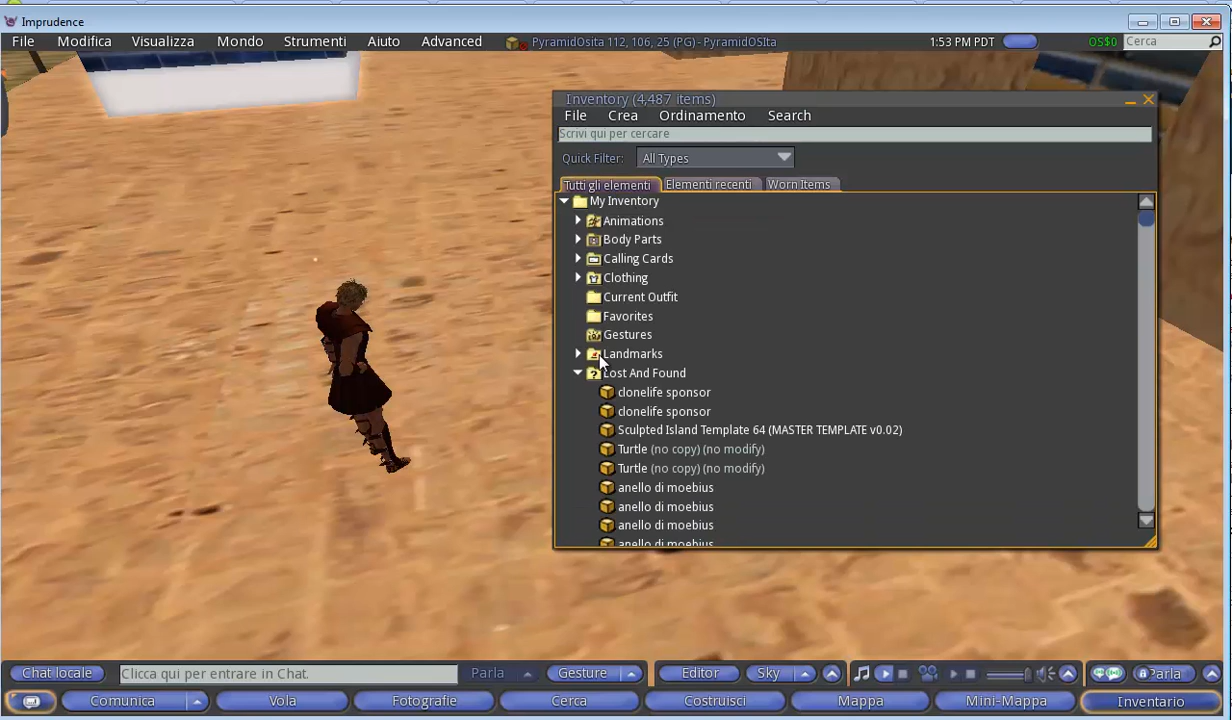 Imprudence
File Modifica Visualizza Mondo Strumenti Aiuto Advanced PyramidOsita 112, 106, 25 (PG) - PyramidOSIta 1:53 PM PDT OS$0 Cerca
Inventory (4,487 items)
File Crea Ordinamento Search
Scrivi qui per cercare
Quick Filter: All Types
Tutti gli elementi Elementi recenti Worn Items
My Inventory
Animations
Body Parts
Calling Cards
Clothing
Current Outfit
Favorites
Gestures
Landmarks
Lost And Found
clonelife sponsor
clonelife sponsor
Sculpted Island Template 64 (MASTER TEMPLATE v0.02)
Turtle (no copy) (no modify)
Turtle (no copy) (no modify)
anello di moebius
anello di moebius
anello di moebius
anello di moebius
Chat locale Clicca qui per entrare in Chat. Parla Gesture Editor Sky Parla
Comunica Vola Fotografie Cerca Costruisci Mappa Mini-Mappa Inventario